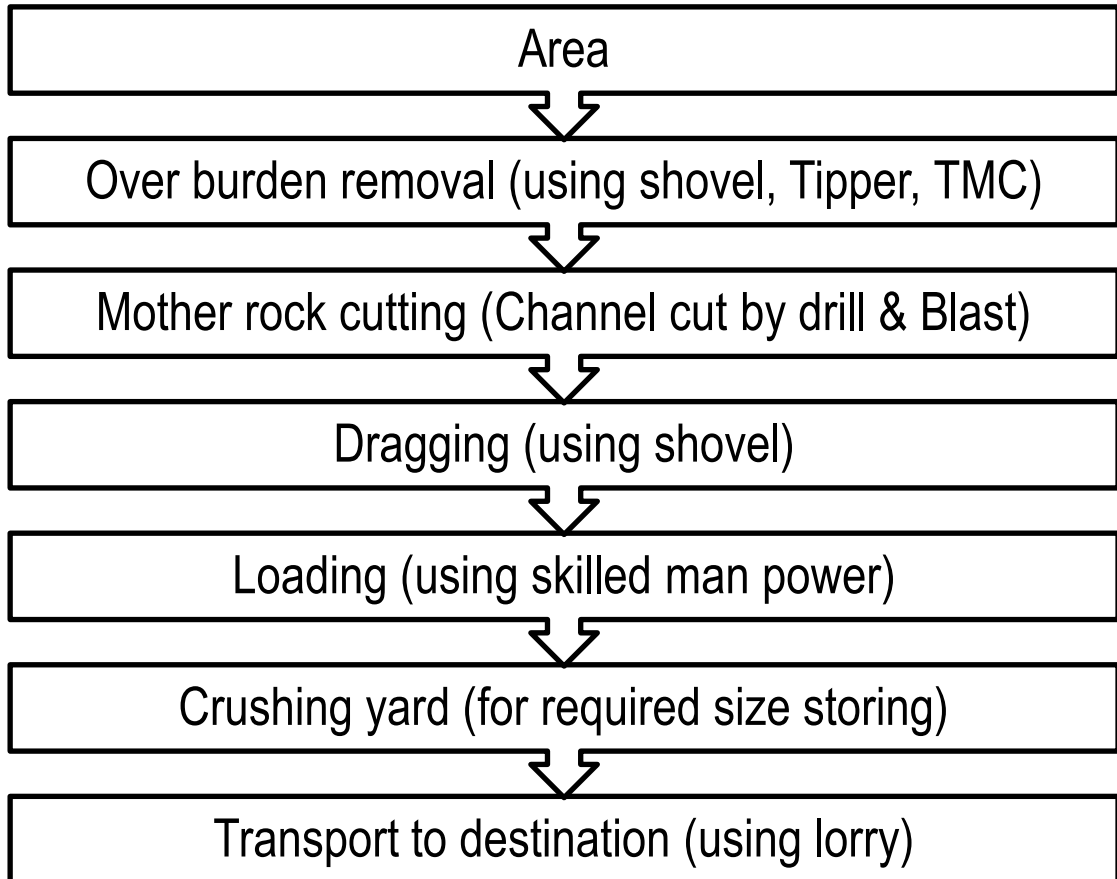 Area
Over burden removal (using shovel, Tipper, TMC)
Mother rock cutting (Channel cut by drill & Blast)
Dragging (using shovel)
Loading (using skilled man power)
Crushing yard (for required size storing)
Transport to destination (using lorry)